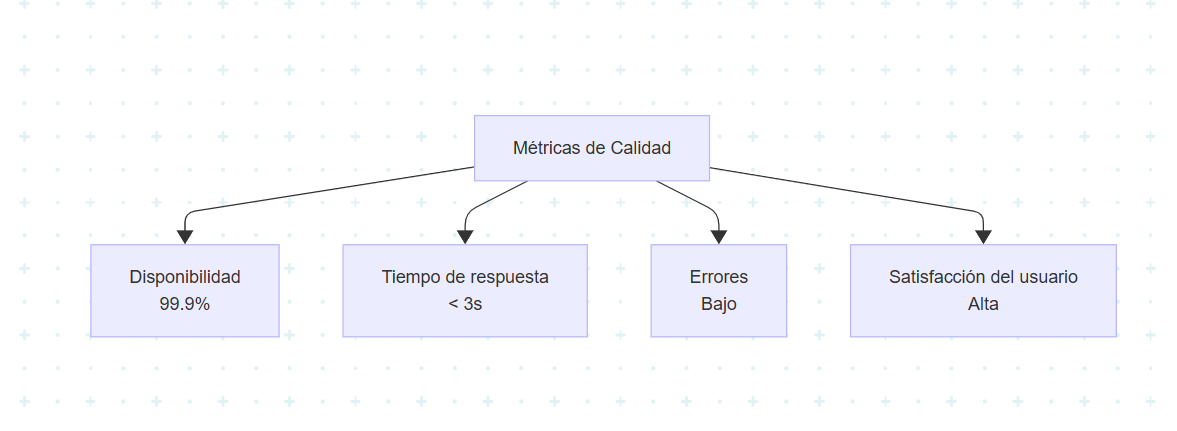 Métricas de Calidad
Disponibilidad
99.9%
Tiempo de respuesta
< 3s
Errores
Bajo
Satisfacción del usuario
Alta